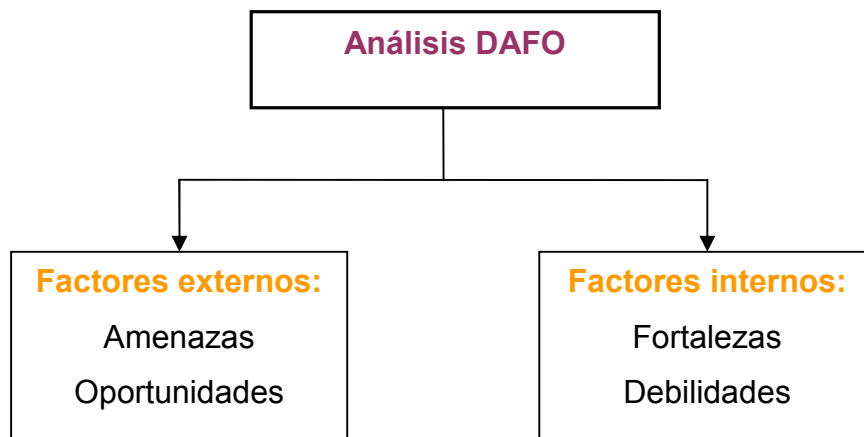 Análisis DAFO
Factores externos:
Amenazas
Oportunidades
Factores internos:
Fortalezas
Debilidades